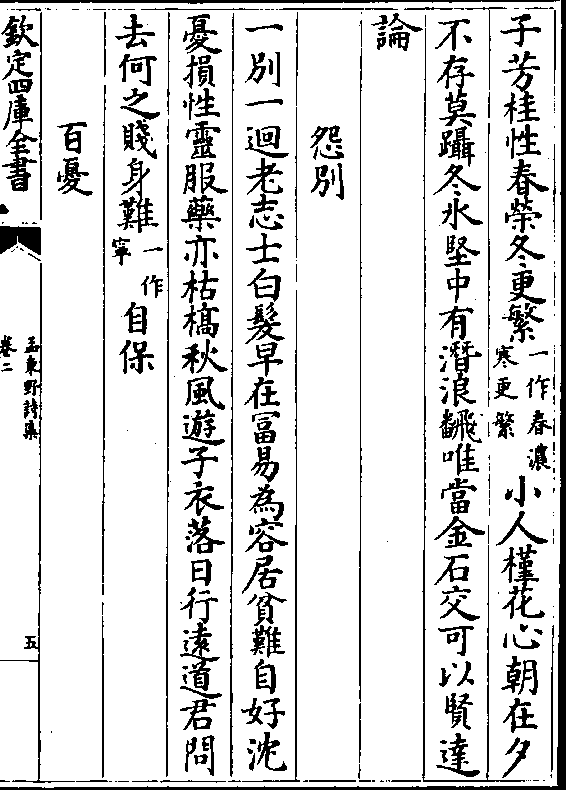 子芳桂性春榮冬更繁一作春濃寒更繁小人槿花心朝在夕
不存莫躡冬氷堅中有潛浪飜唯當金石交可以賢達
論
怨别
一别一迴老志士白髮早在冨易為容居貧難自好沈
憂損性靈服藥亦枯槁秋風遊子衣落日行遠道君問
去何之賤身難一作寧自保
百憂
欽定四庫全書
孟東野詩集
卷二
五